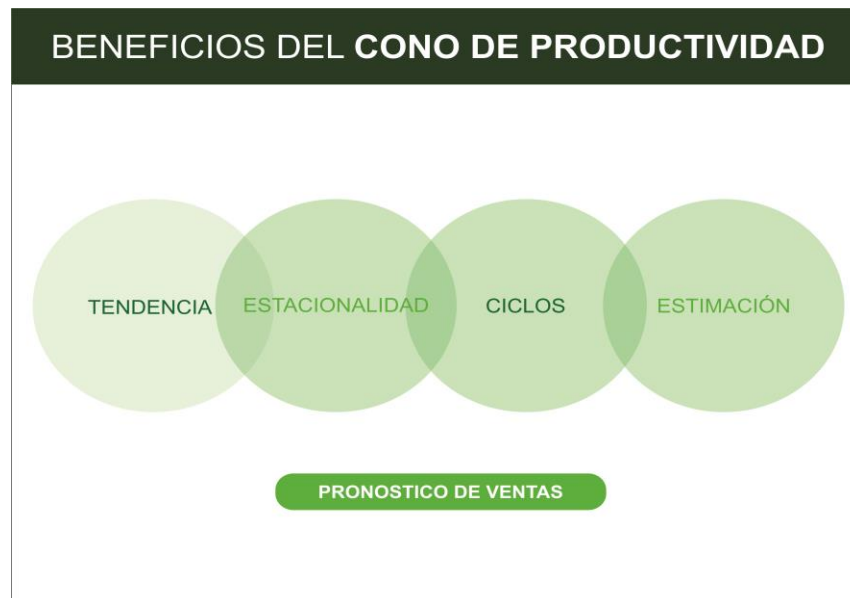 BENEFICIOS DEL CONO DE PRODUCTIVIDAD
TENDENCIA
ESTACIONALIDAD
CICLOS
ESTIMACIÓN
PRONOSTICO DE VENTAS